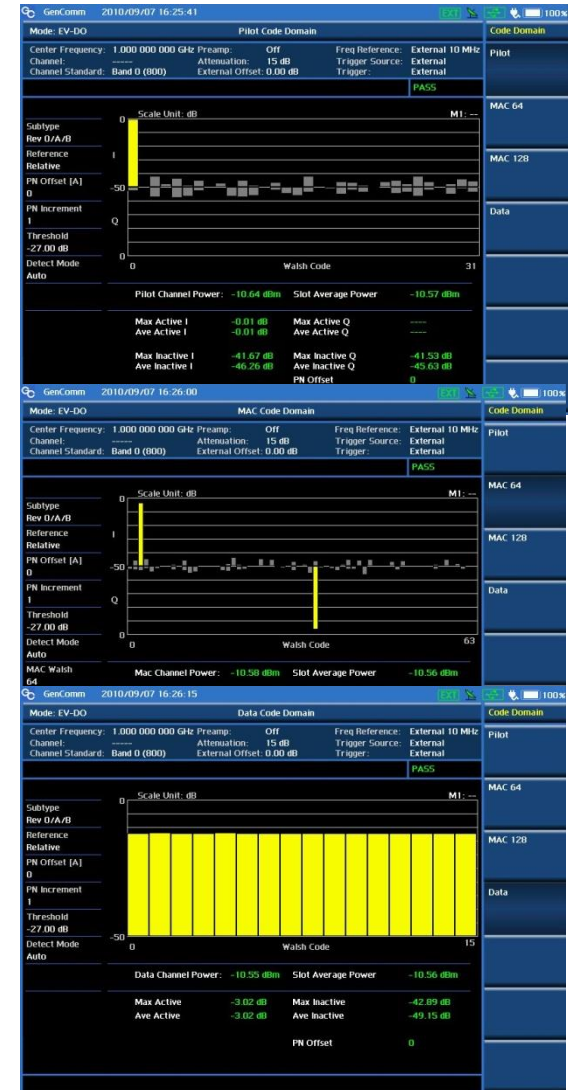 GenComm 2010/09/07 16:25:41 EXT 100%
Mode: EV-DO Pilot Code Domain Code Domain
Center Frequency: 1.000 000 000 GHz Preamp: Off Freq Reference: External 10 MHz Pilot
Channel: ----- Attenuation: 15 dB Trigger Source: External
Channel Standard: Band 0 (800) External Offset: 0.00 dB Trigger: External
PASS
MAC 64
0 Scale Unit: dB M1: --
Subtype
Rev 0/A/B
Reference I
Relative MAC 128
PN Offset [A] -50
0
PN Increment Data
1 Q
Threshold
-27.00 dB
Detect Mode 0
Auto 0 Walsh Code 31
Pilot Channel Power: -10.64 dBm Slot Average Power -10.57 dBm
Max Active I -0.01 dB Max Active Q ----
Ave Active I -0.01 dB Ave Active Q ----
Max Inactive I -41.67 dB Max Inactive Q -41.53 dB
Ave Inactive I -46.26 dB Ave Inactive Q -45.63 dB
PN Offset 0
GenComm 2010/09/07 16:26:00 EXT 100%
Mode: EV-DO MAC Code Domain Code Domain
Center Frequency: 1.000 000 000 GHz Preamp: Off Freq Reference: External 10 MHz Pilot
Channel: ----- Attenuation: 15 dB Trigger Source: External
Channel Standard: Band 0 (800) External Offset: 0.00 dB Trigger: External
PASS
MAC 64
0 Scale Unit: dB M1: --
Subtype
Rev 0/A/B
Reference I
Relative MAC 128
PN Offset [A] -50
0
PN Increment Data
1 Q
Threshold
-27.00 dB
Detect Mode 0
Auto 0 Walsh Code 63
MAC Walsh
64 Mac Channel Power: -10.58 dBm Slot Average Power -10.56 dBm
GenComm 2010/09/07 16:26:15 EXT 100%
Mode: EV-DO Data Code Domain Code Domain
Center Frequency: 1.000 000 000 GHz Preamp: Off Freq Reference: External 10 MHz Pilot
Channel: ----- Attenuation: 15 dB Trigger Source: External
Channel Standard: Band 0 (800) External Offset: 0.00 dB Trigger: External
PASS
MAC 64
0 Scale Unit: dB M1: --
Subtype
Rev 0/A/B
Reference
Relative MAC 128
PN Offset [A]
0
PN Increment Data
1
Threshold
-27.00 dB
Detect Mode -50
Auto 0 Walsh Code 15
Data Channel Power: -10.55 dBm Slot Average Power -10.56 dBm
Max Active -3.02 dB Max Inactive -42.89 dB
Ave Active -3.02 dB Ave Inactive -49.15 dB
PN Offset 0